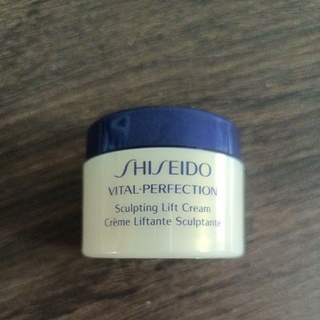 SHISEIDO
VITAL-PERFECTION
Sculpting Lift Cream
Crème Liftante Sculptante